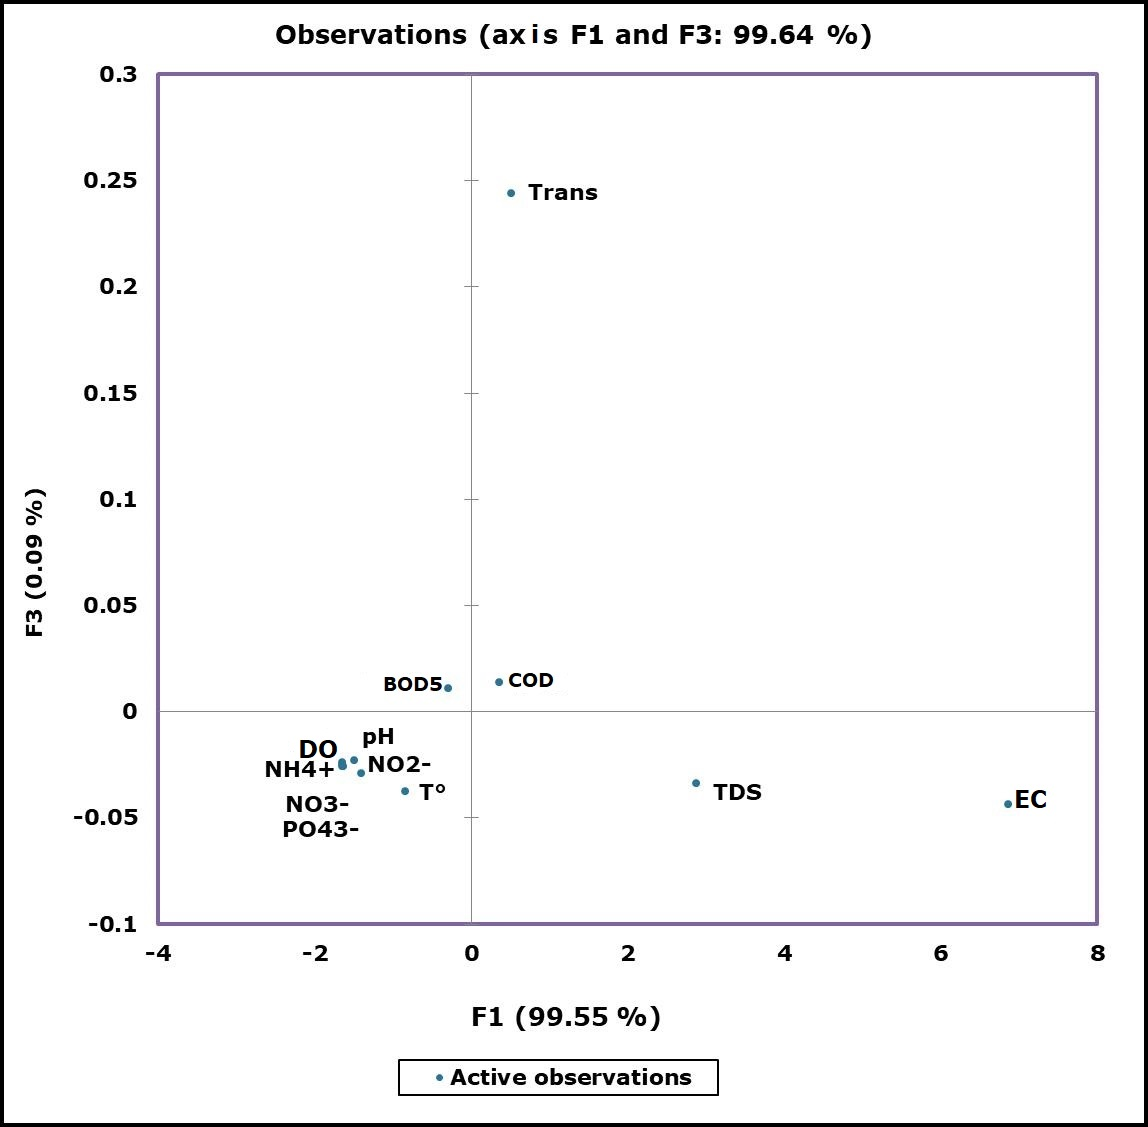 Observations (axis F1 and F3: 99.64 %)
0.3
0.25
0.2
0.15
0.1
0.05
0
-0.05
-0.1
F3 (0.09 %)
Trans
BOD5
COD
pH
DO
NO2-
NH4+
T°
TDS
EC
NO3-
PO43-
-4 -2 0 2 4 6 8
F1 (99.55 %)
Active observations